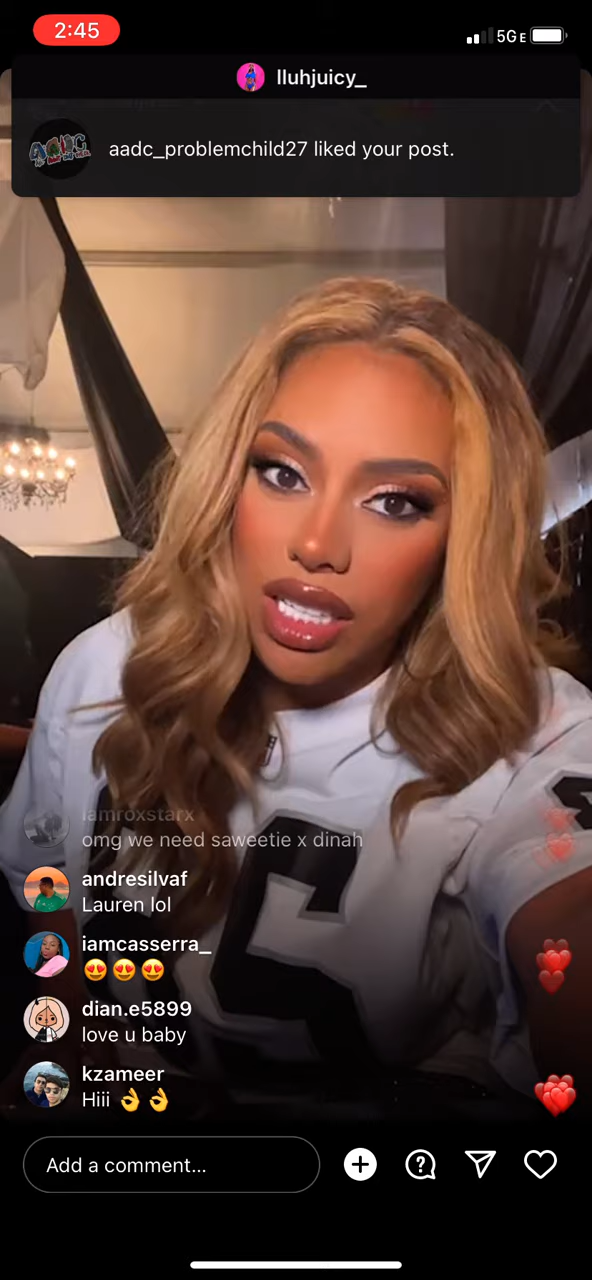 2:45
5G E
lluhjuicy_
aadc_problemchild27 liked your post.
iamroxstarx
omg we need saweetie x dinah
andresilvaf
Lauren lol
iamcasserra_
😍 😍 😍
dian.e5899
love u baby
kzameer
Hiii 👌 👌
Add a comment...